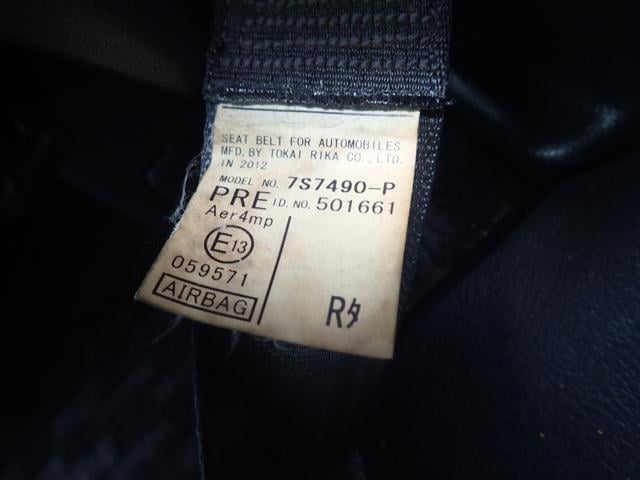 SEAT BELT FOR AUTOMOBILES
MFD. BY TOKAI RIKA CO., LTD.
IN 2012
MODEL NO. 7S7490-P
PRE ID. NO. 501661
Aer4mp
E13
059571
AIRBAG
Rタ